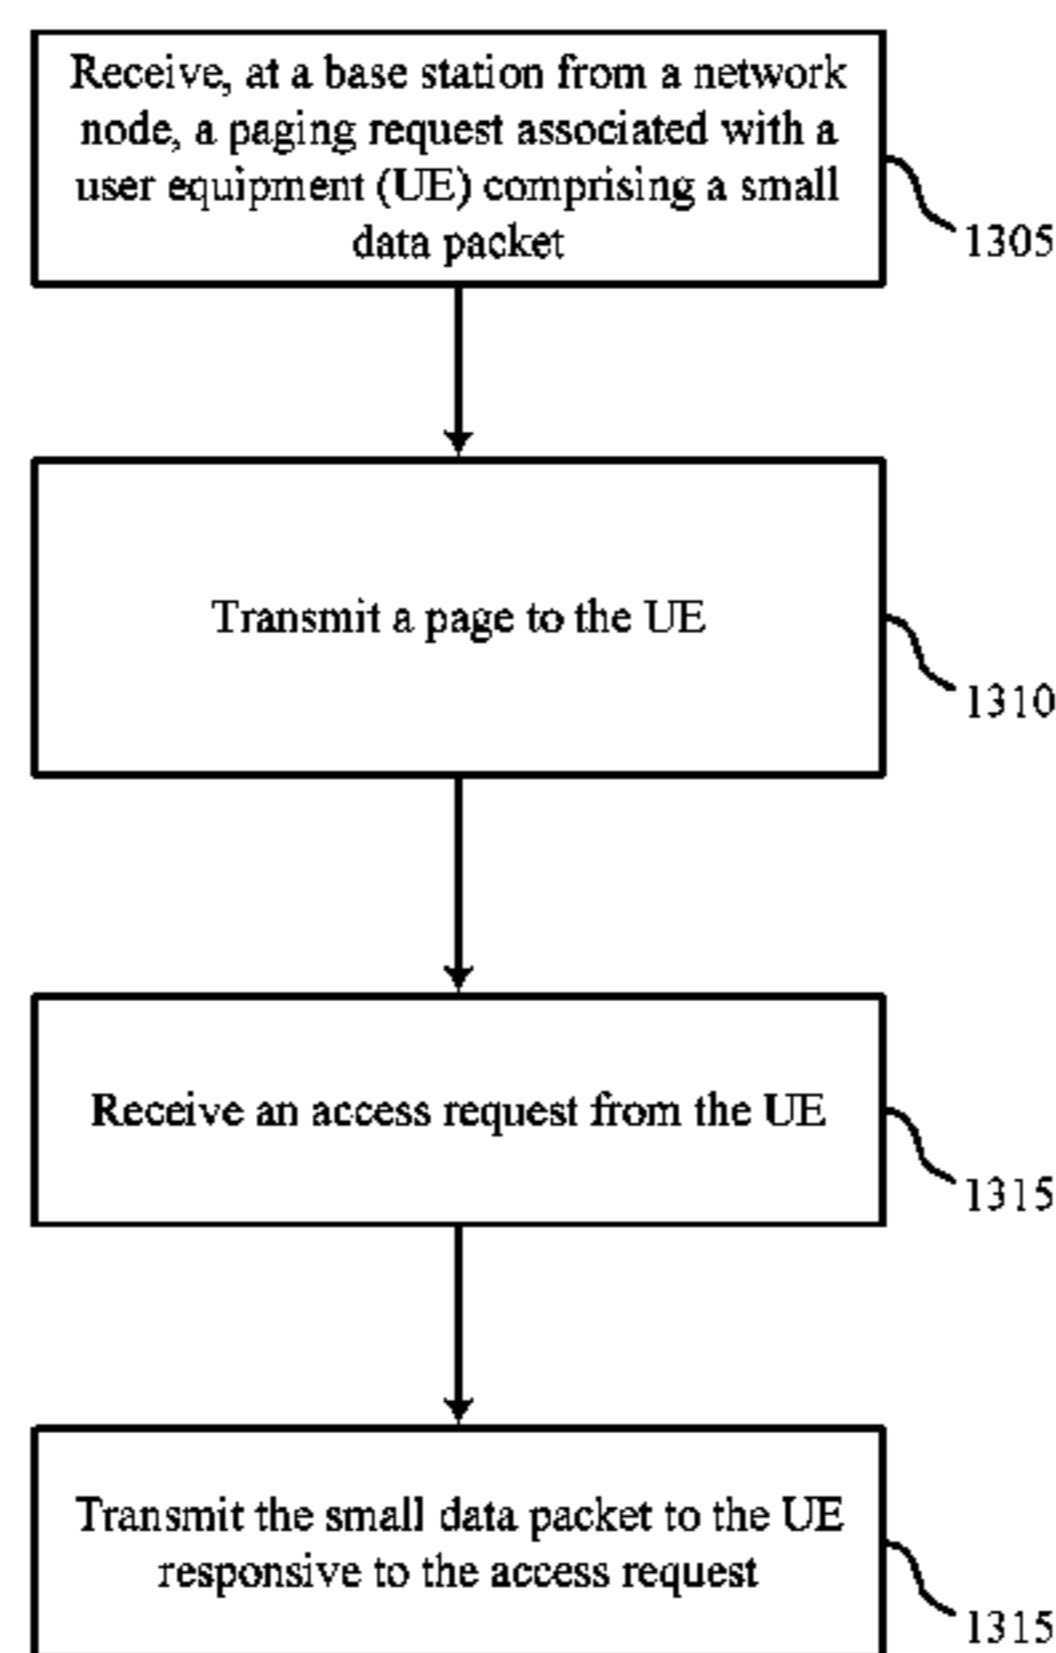 Receive, at a base station from a network
node, a paging request associated with a
user equipment (UE) comprising a small
data packet
1305
Transmit a page to the UE
1310
Receive an access request from the UE
1315
Transmit the small data packet to the UE
responsive to the access request
1315